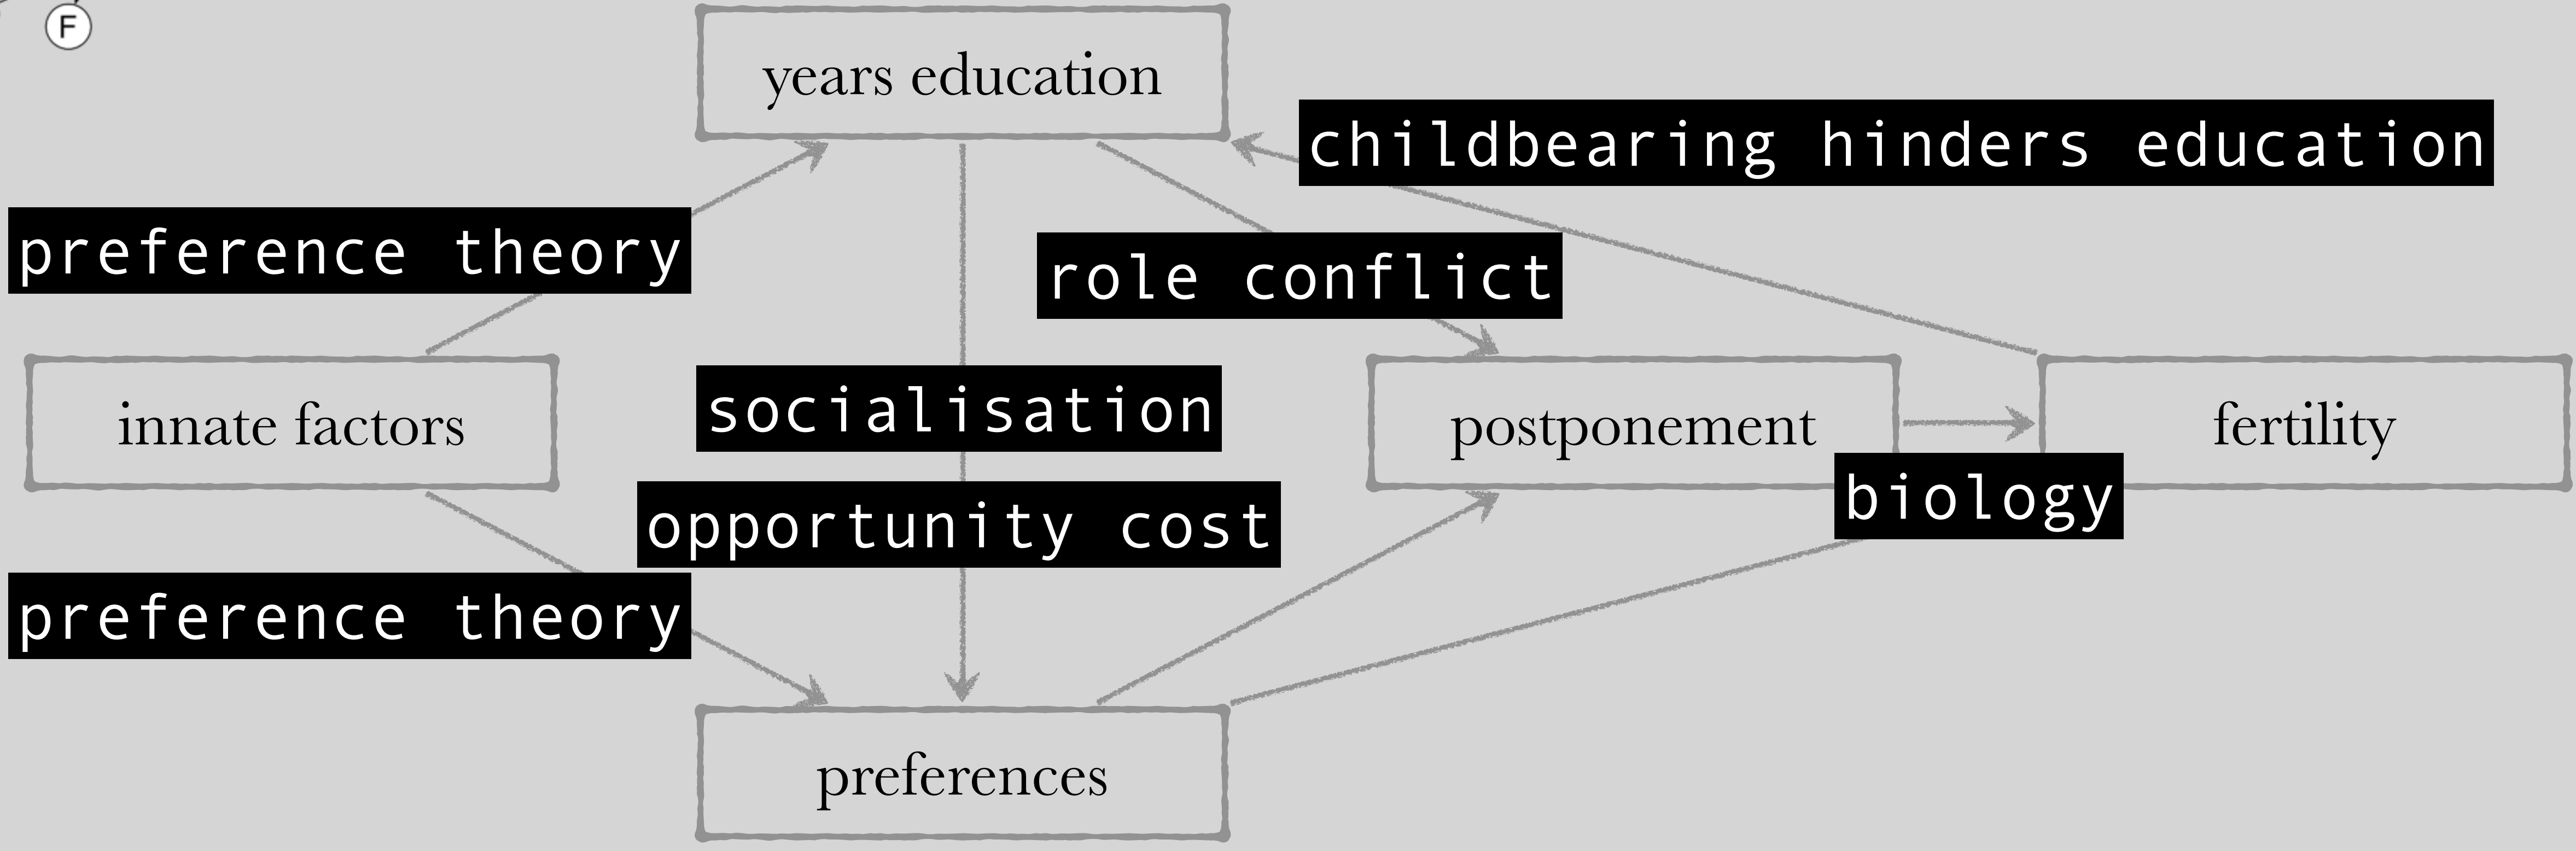 F
years education
childbearing hinders education
preference theory
role conflict
innate factors
socialisation
postponement
fertility
biology
opportunity cost
preference theory
preferences